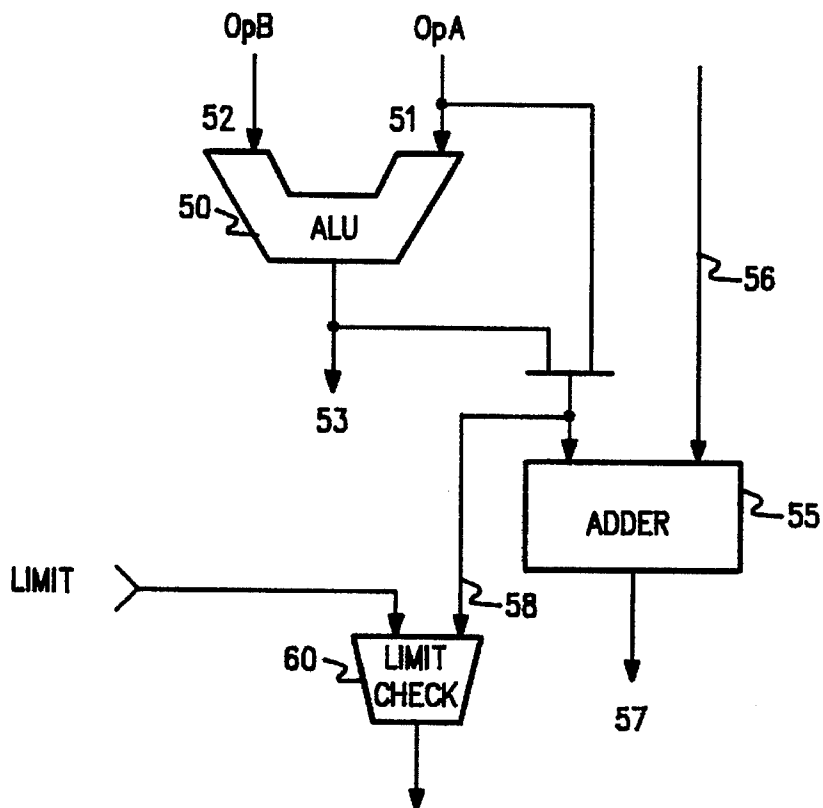 OpB
OpA
52
51
50
ALU
56
53
ADDER
55
LIMIT
58
60
LIMIT
CHECK
57